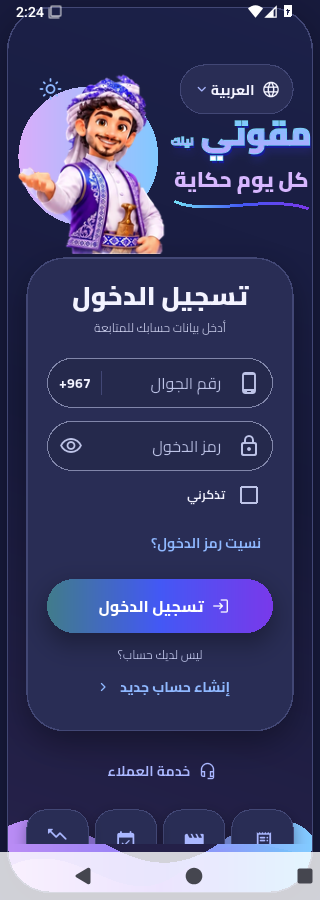 2:24
العربية
مقوتي نيك
كل يوم حكاية
تسجيل الدخول
أدخل بيانات حسابك للمتابعة
رقم الجوال
+967
رمز الدخول
تذكرني
نسيت رمز الدخول؟
تسجيل الدخول
ليس لديك حساب؟
إنشاء حساب جديد
خدمة العملاء